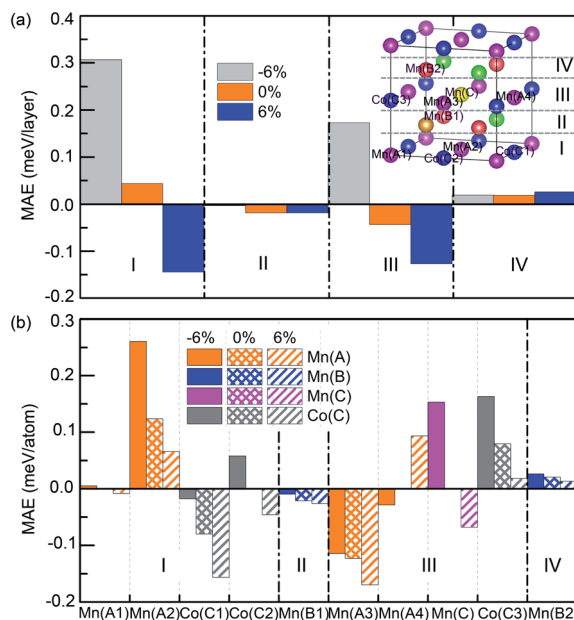 (a)
0.4
0.3
0.2
0.1
0.0
-0.1
-0.2
MAE (meV/layer)
-6%
0%
6%
I
II
III
IV
Mn(B2)
Co(C3)
Mn(A3)
Mn(C)
Mn(A4)
Mn(B1)
Mn(A1)
Co(C2)
Mn(A2)
Co(C1)
IV
III
II
I
(b)
0.3
0.2
0.1
0.0
-0.1
-0.2
MAE (meV/atom)
-6% 0% 6%
Mn(A)
Mn(B)
Mn(C)
Co(C)
I
II
III
IV
Mn(A1) Mn(A2) Co(C1) Co(C2) Mn(B1) Mn(A3) Mn(A4) Mn(C) Co(C3) Mn(B2)